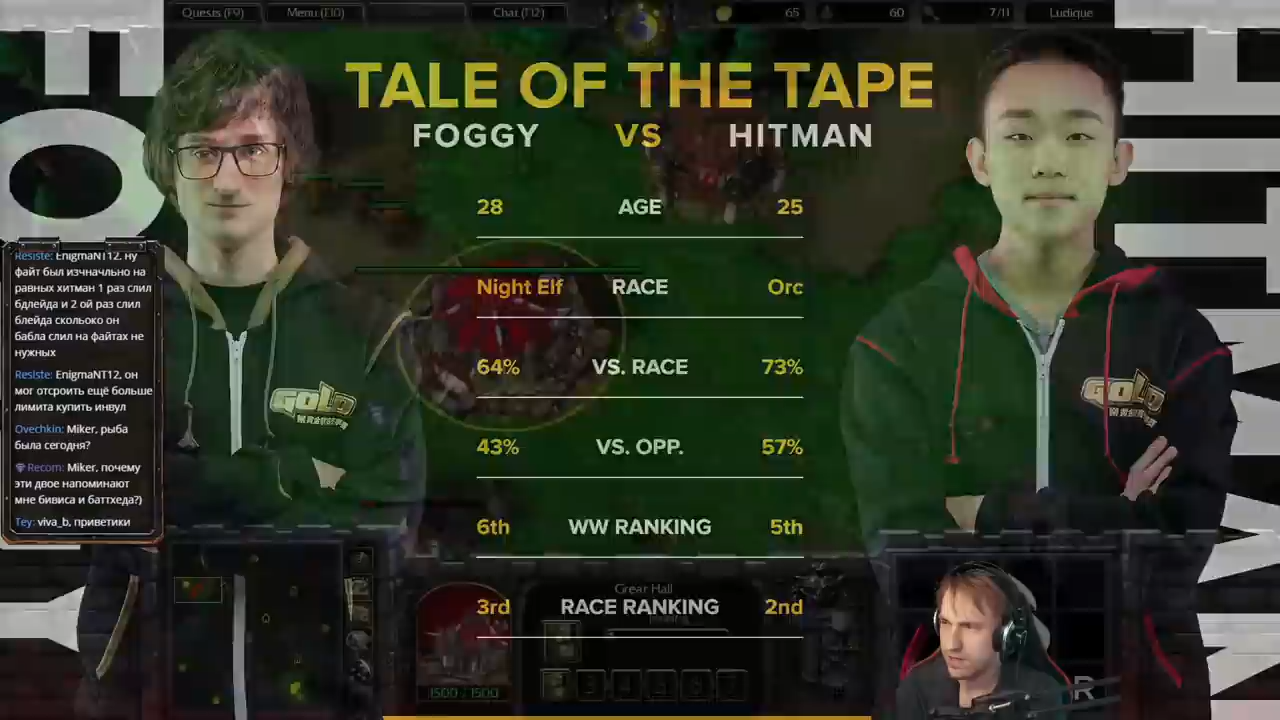 Quests (F9)
Menu (F10)
Chat (F12)
65
60
7/11
Ludique
TALE OF THE TAPE
FOGGY VS HITMAN
28 AGE 25
Night Elf RACE Orc
64% VS. RACE 73%
43% VS. OPP. 57%
6th WW RANKING 5th
3rd RACE RANKING 2nd
Resiste: EnigmaNT12, ну
файт был изчначльно на
равных хитман 1 раз слил
бдлейда и 2 ой раз слил
блейда сколько он
бабла слил на файтах не
нужных
Resiste: EnigmaNT12, он
мог отсроить ещё больше
лимита купить инвул
Ovechkin: Miker, рыба
была сегодня?
Recom: Miker, почему
эти двое напоминают
мне бивиса и баттхеда?)
Tey: viva_b, приветики
GOLD
GOLD
Great Hall
1500 / 1500
R